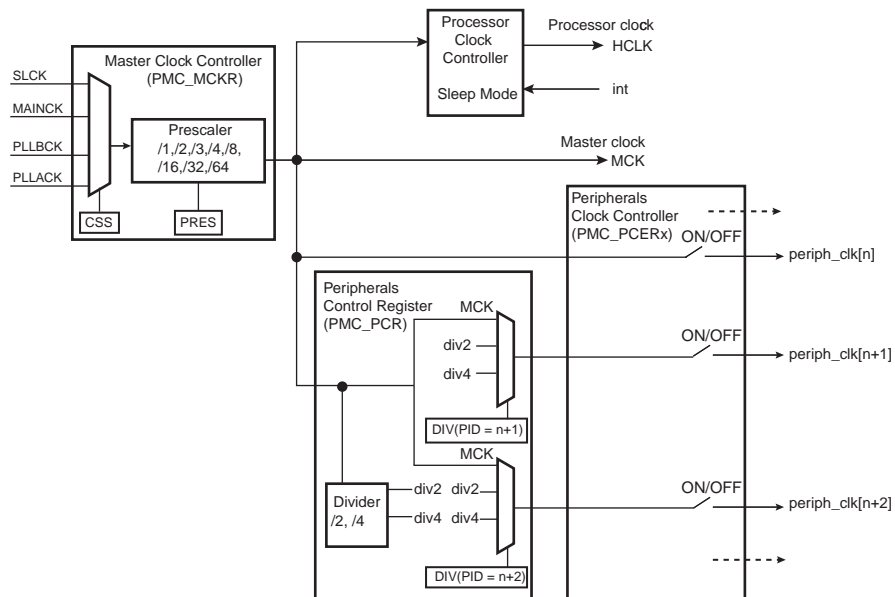 Master Clock Controller
(PMC_MCKR)
SLCK
MAINCK
PLLBCK
PLLACK
Prescaler
/1,/2,/3,/4,/8,
/16,/32,/64
CSS
PRES
Processor
Clock
Controller
Sleep Mode
Processor clock
HCLK
int
Master clock
MCK
Peripherals
Clock Controller
(PMC_PCERx)
ON/OFF
periph_clk[n]
Peripherals
Control Register
(PMC_PCR)
MCK
div2
div4
DIV(PID = n+1)
ON/OFF
periph_clk[n+1]
MCK
Divider
/2, /4
div2 div2
div4 div4
DIV(PID = n+2)
ON/OFF
periph_clk[n+2]